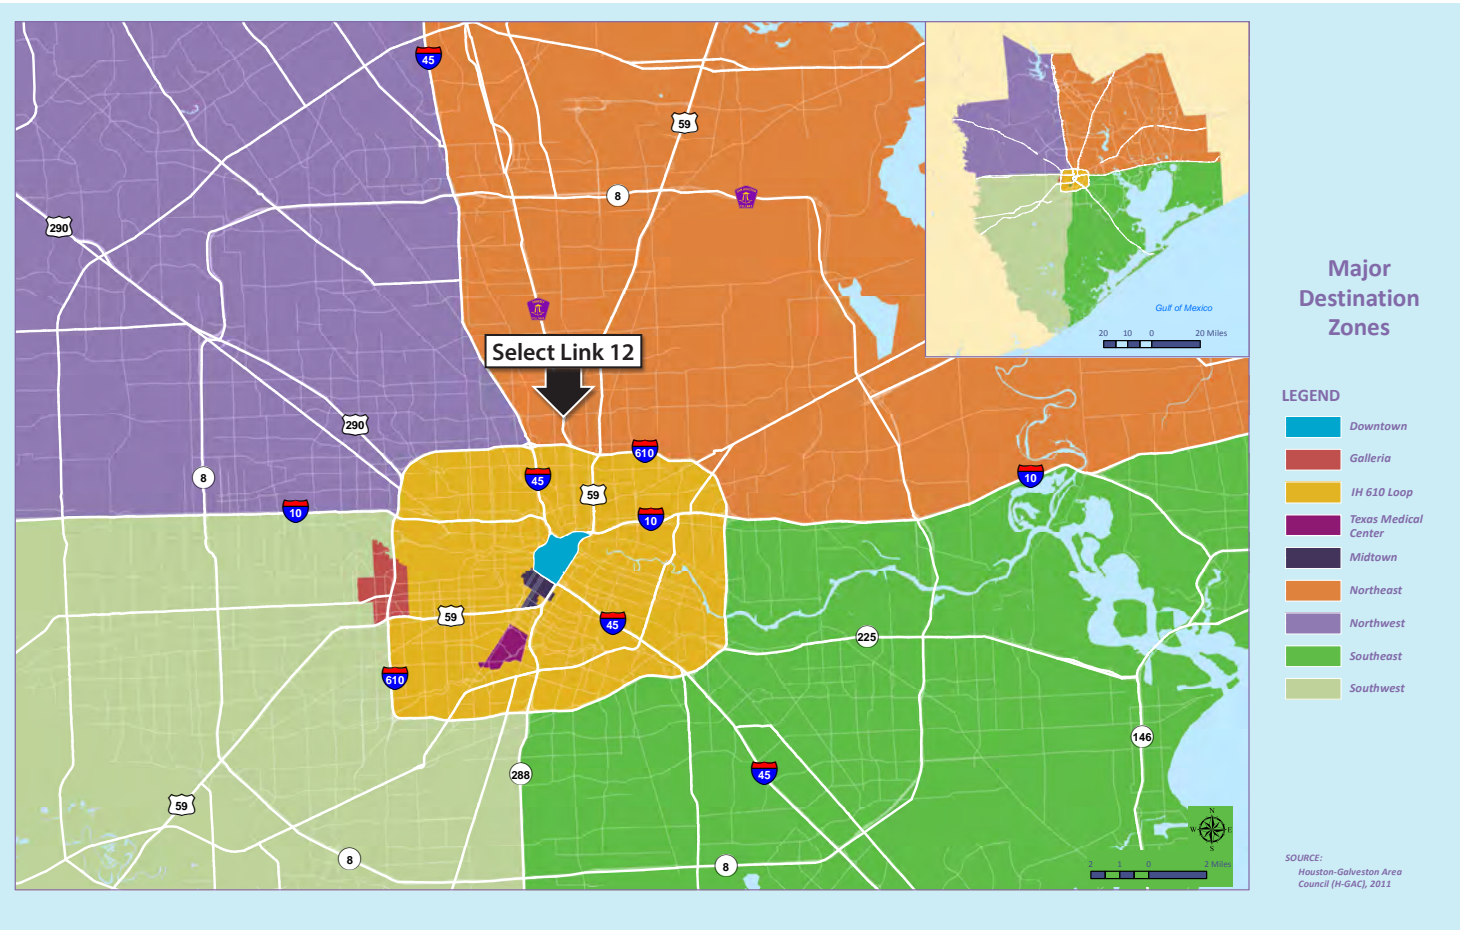 45
59
8
290
Select Link 12
290
610
8
45
59
10
10
10
59
45
225
610
146
288
45
59
8
8
N
W
E
S
2 1 0 2 Miles
Gulf of Mexico
20 10 0 20 Miles
Major
Destination
Zones
LEGEND
Downtown
Galleria
IH 610 Loop
Texas Medical
Center
Midtown
Northeast
Northwest
Southeast
Southwest
SOURCE:
Houston-Galveston Area
Council (H-GAC), 2011